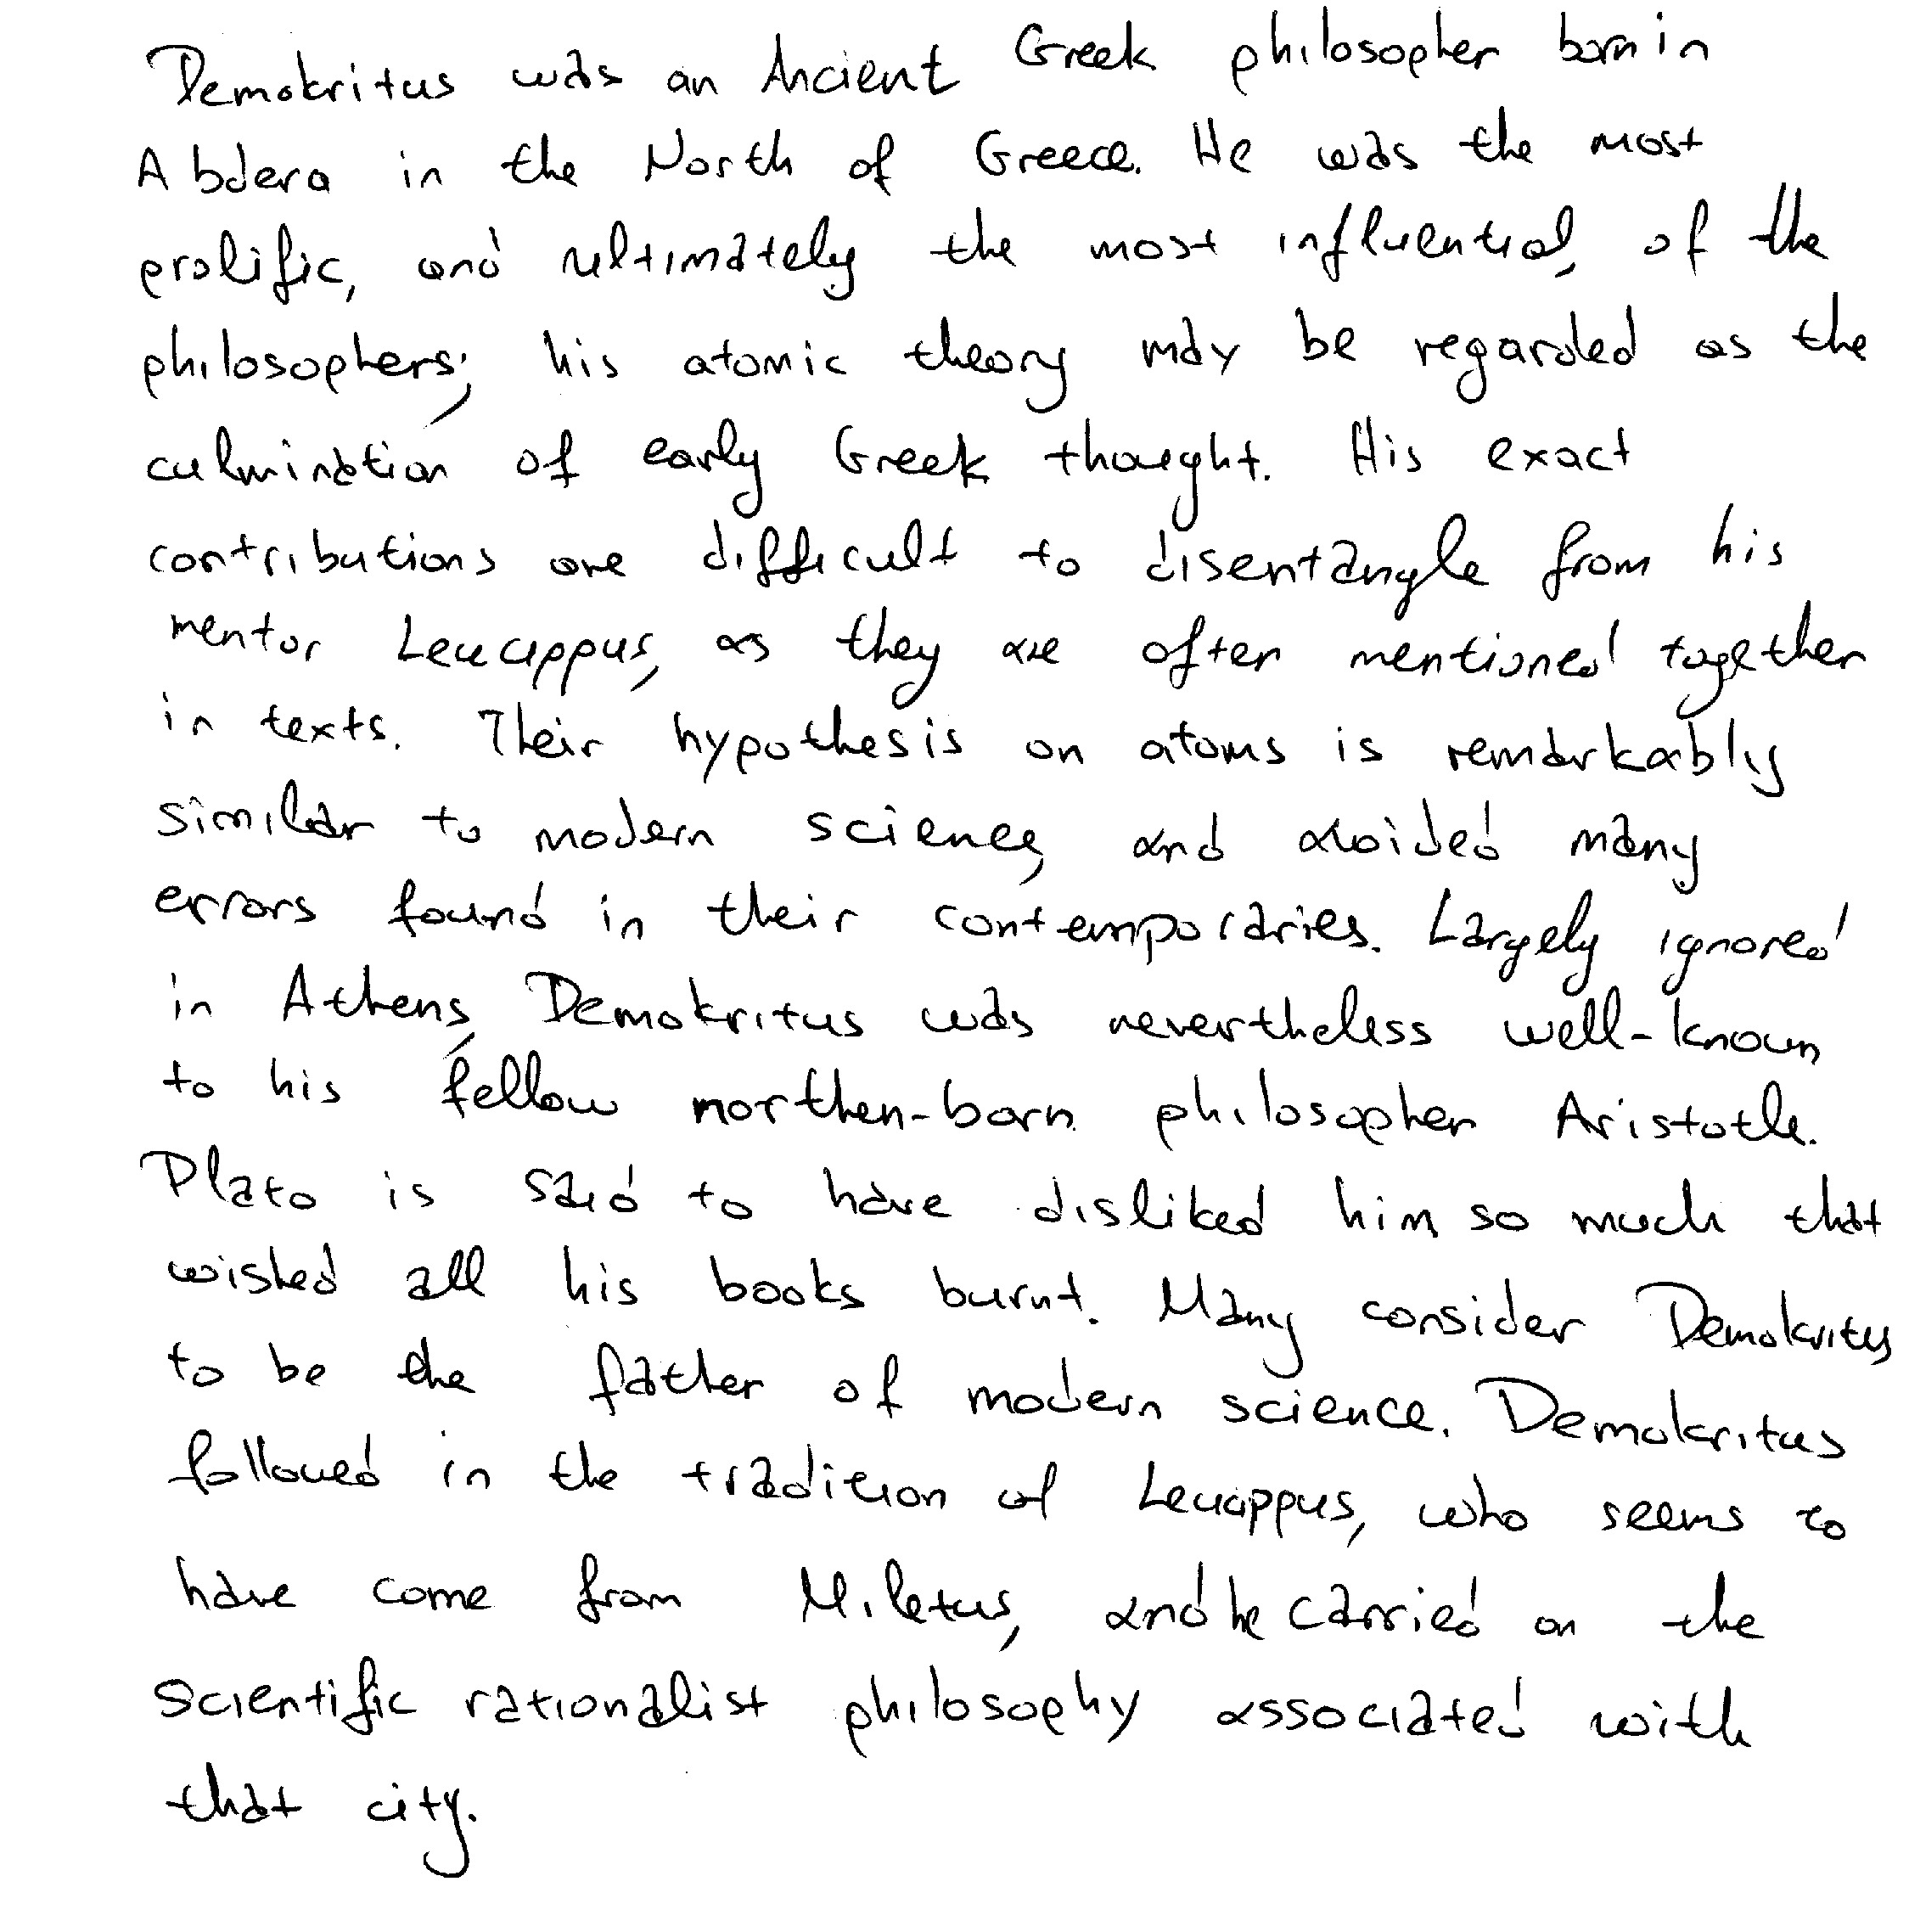 Demokritus was an Ancient Greek philosopher born in
Abdera in the North of Greece. He was the most
prolific, and ultimately the most influential, of the
philosophers; his atomic theory may be regarded as the
culmination of early Greek thought. His exact
contributions are difficult to disentangle from his
mentor Leucippus, as they are often mentioned together
in texts. Their hypothesis on atoms is remarkably
similar to modern science, and avoided many
errors found in their contemporaries. Largely ignored
in Athens, Demokritus was nevertheless well-known
to his fellow northen-born philosopher Aristotle.
Plato is said to have disliked him so much that
wished all his books burnt. Many consider Demokritus
to be the father of modern science. Demokritus
followed in the tradition of Leucippus, who seems to
have come from Miletus, and he carried on the
scientific rationalist philosophy associated with
that city.